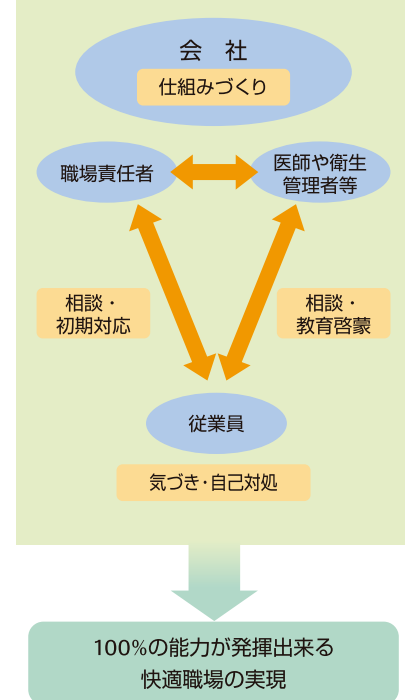 会 社
仕組みづくり
職場責任者
医師や衛生
管理者等
相談・
初期対応
相談・
教育啓蒙
従業員
気づき・自己対処
100%の能力が発揮出来る
快適職場の実現